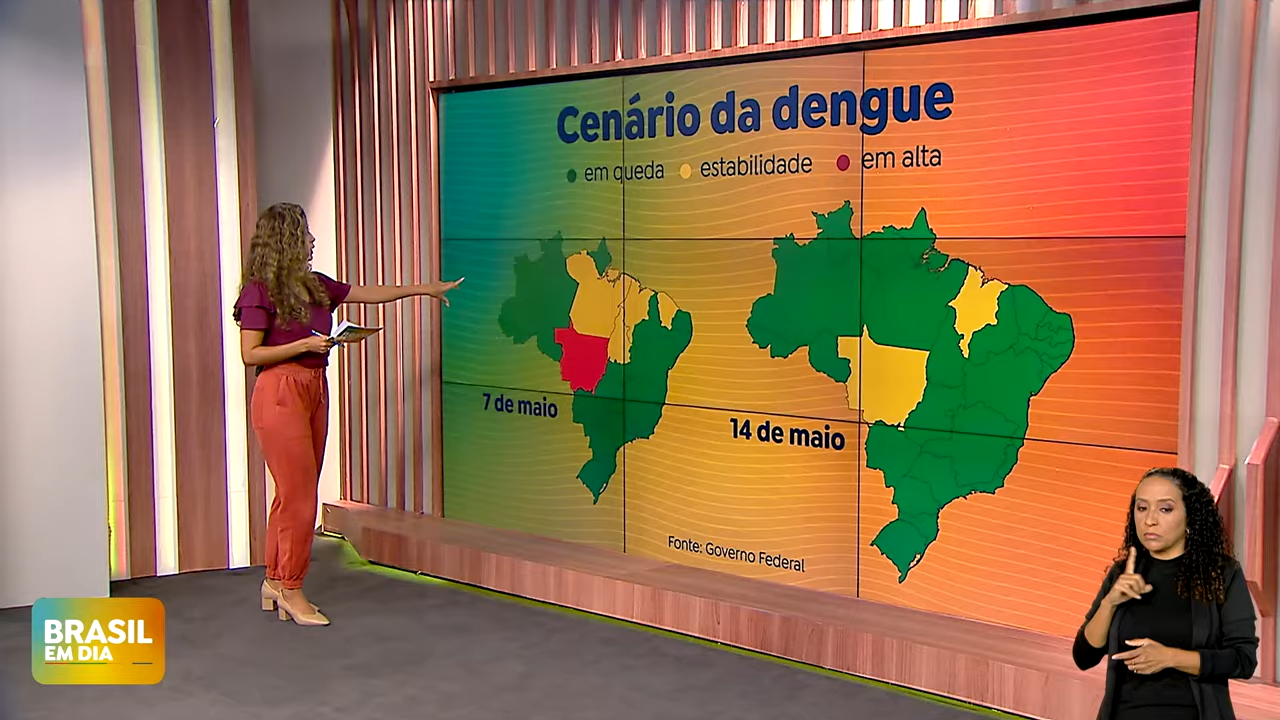 Cenário da dengue
em queda estabilidade em alta
7 de maio
14 de maio
Fonte: Governo Federal
BRASIL
EM DIA